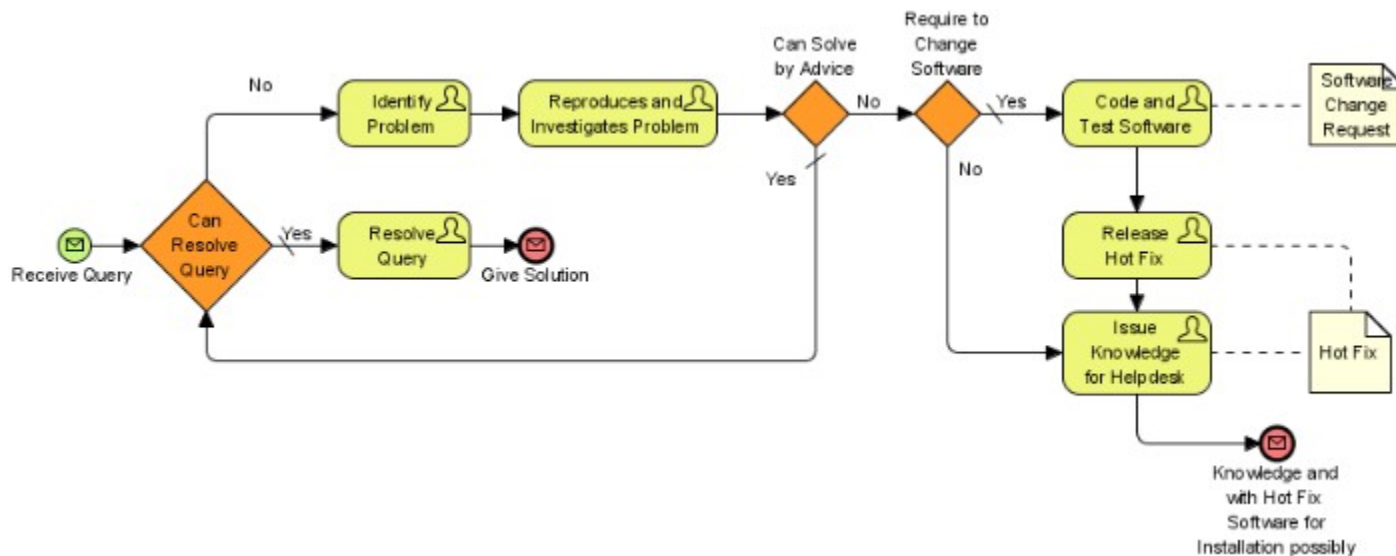 Require to
Change
Software
Can Solve
by Advice
No
Identify
Problem
Reproduces and
Investigates Problem
No
Yes
Code and
Test Software
Software
Change
Request
Yes
No
Can
Resolve
Query
Yes
Resolve
Query
Release
Hot Fix
Receive Query
Give Solution
Issue
Knowledge
for Helpdesk
Hot Fix
Knowledge and
with Hot Fix
Software for
Installation possibly